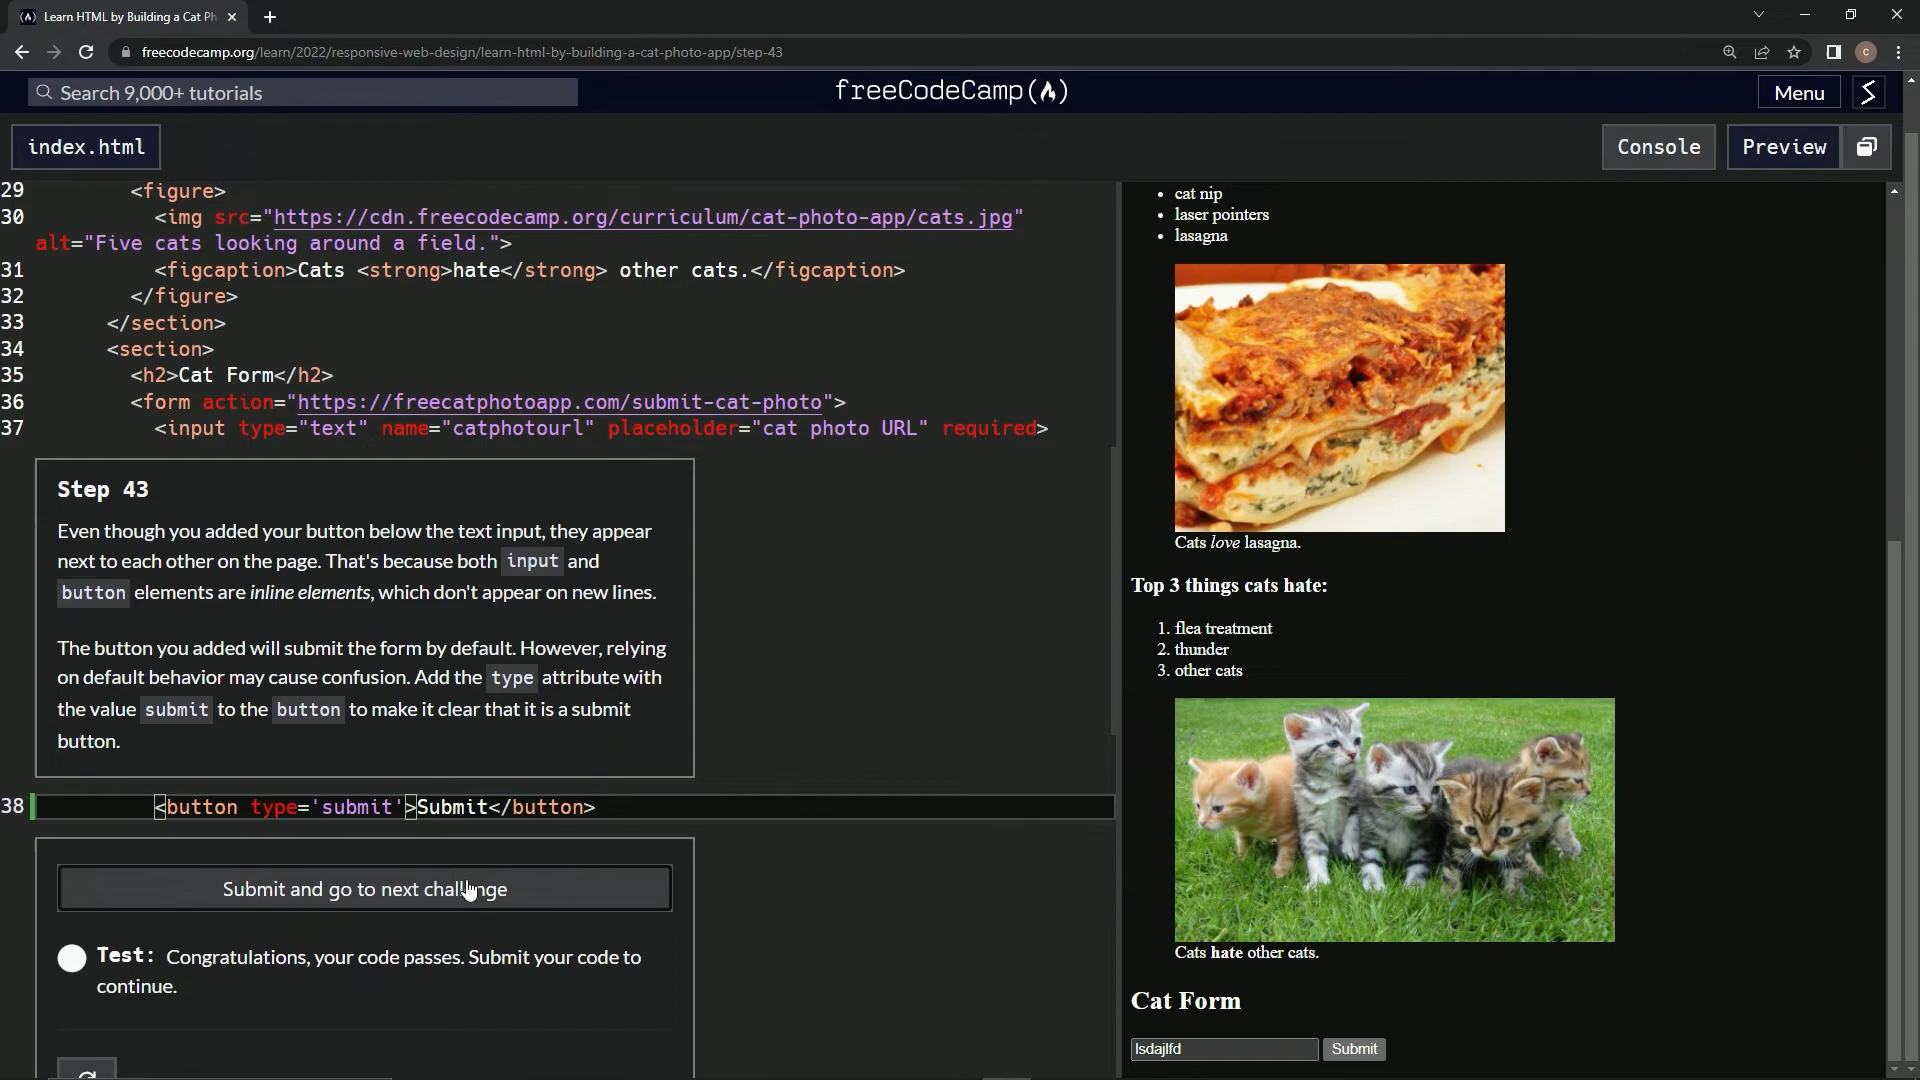 Learn HTML by Building a Cat Ph
freecodecamp.org/learn/2022/responsive-web-design/learn-html-by-building-a-cat-photo-app/step-43
c
Search 9,000+ tutorials
freeCodeCamp
Menu
index.html
Console
Preview
29 <figure>
30 <img src="https://cdn.freecodecamp.org/curriculum/cat-photo-app/cats.jpg"
alt="Five cats looking around a field.">
31 <figcaption>Cats <strong>hate</strong> other cats.</figcaption>
32 </figure>
33 </section>
34 <section>
35 <h2>Cat Form</h2>
36 <form action="https://freecatphotoapp.com/submit-cat-photo">
37 <input type="text" name="catphotourl" placeholder="cat photo URL" required>
Step 43
Even though you added your button below the text input, they appear
next to each other on the page. That's because both input and
button elements are inline elements, which don't appear on new lines.
The button you added will submit the form by default. However, relying
on default behavior may cause confusion. Add the type attribute with
the value submit to the button to make it clear that it is a submit
button.
38 <button type='submit'>Submit</button>
Submit and go to next challenge
Test: Congratulations, your code passes. Submit your code to
continue.
• cat nip
• laser pointers
• lasagna
Cats love lasagna.
Top 3 things cats hate:
1. flea treatment
2. thunder
3. other cats
Cats hate other cats.
Cat Form
lsdajlfd
Submit